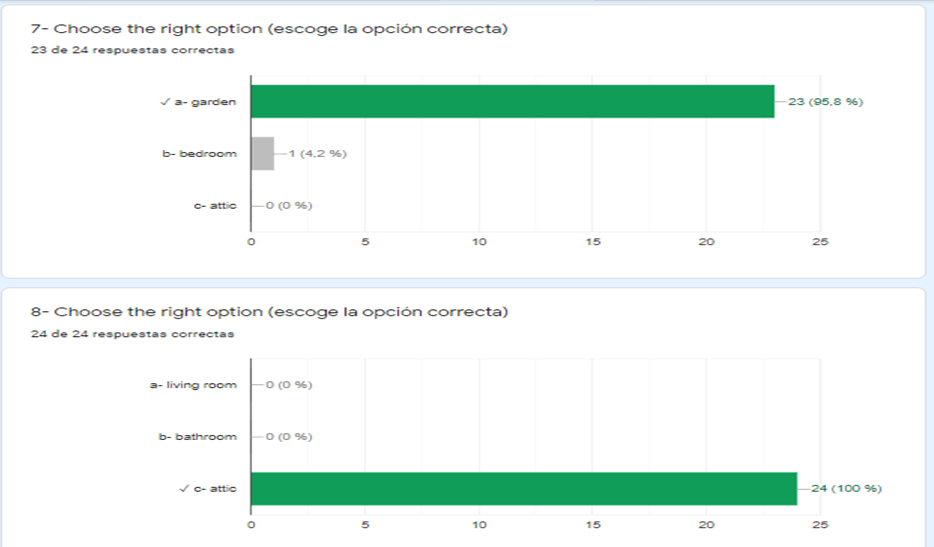 7- Choose the right option (escoge la opción correcta)
23 de 24 respuestas correctas
✓ a- garden
23 (95,8 %)
b- bedroom
1 (4,2 %)
c- attic
0 (0 %)
0 5 10 15 20 25
8- Choose the right option (escoge la opción correcta)
24 de 24 respuestas correctas
a- living room
0 (0 %)
b- bathroom
0 (0 %)
✓ c- attic
24 (100 %)
0 5 10 15 20 25